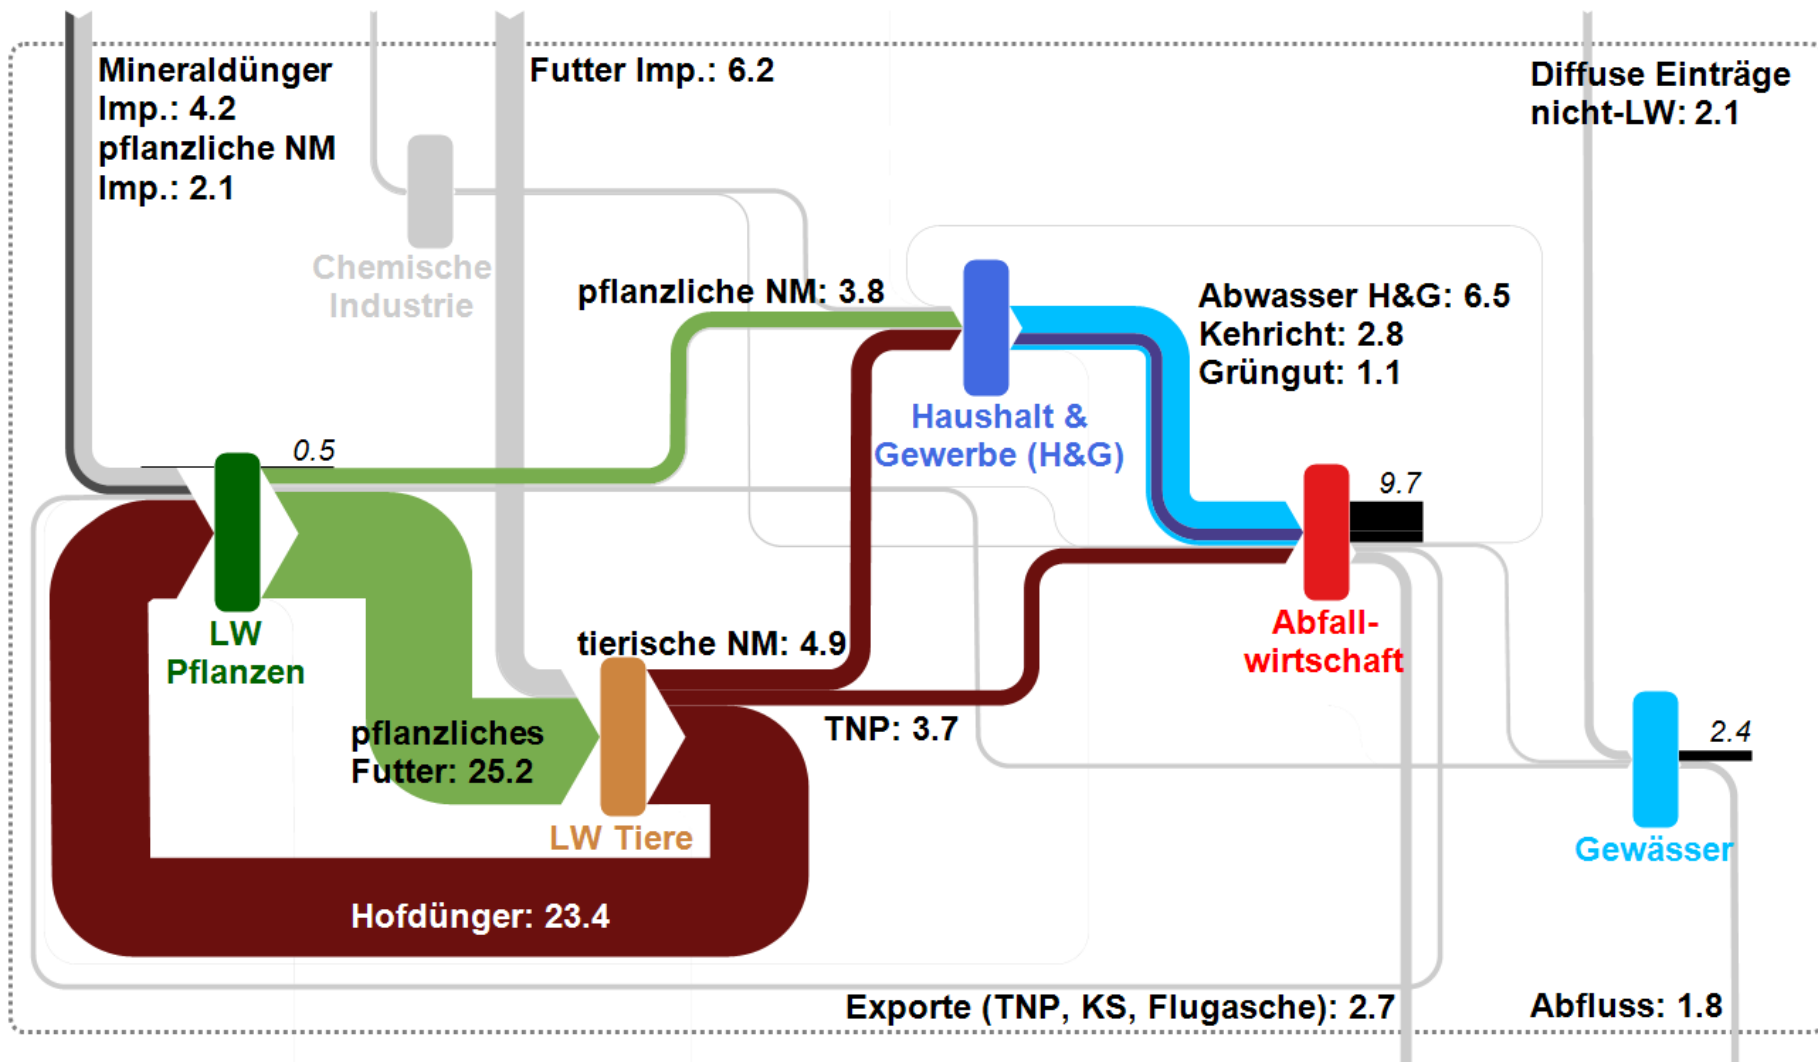 Mineraldünger
Imp.: 4.2
pflanzliche NM
Imp.: 2.1
Futter Imp.: 6.2
Diffuse Einträge
nicht-LW: 2.1
Chemische
Industrie
pflanzliche NM: 3.8
Abwasser H&G: 6.5
Kehricht: 2.8
Grüngut: 1.1
Haushalt &
Gewerbe (H&G)
0.5
9.7
LW
Pflanzen
tierische NM: 4.9
Abfall-
wirtschaft
pflanzliches
Futter: 25.2
TNP: 3.7
2.4
LW Tiere
Gewässer
Hofdünger: 23.4
Exporte (TNP, KS, Flugasche): 2.7
Abfluss: 1.8